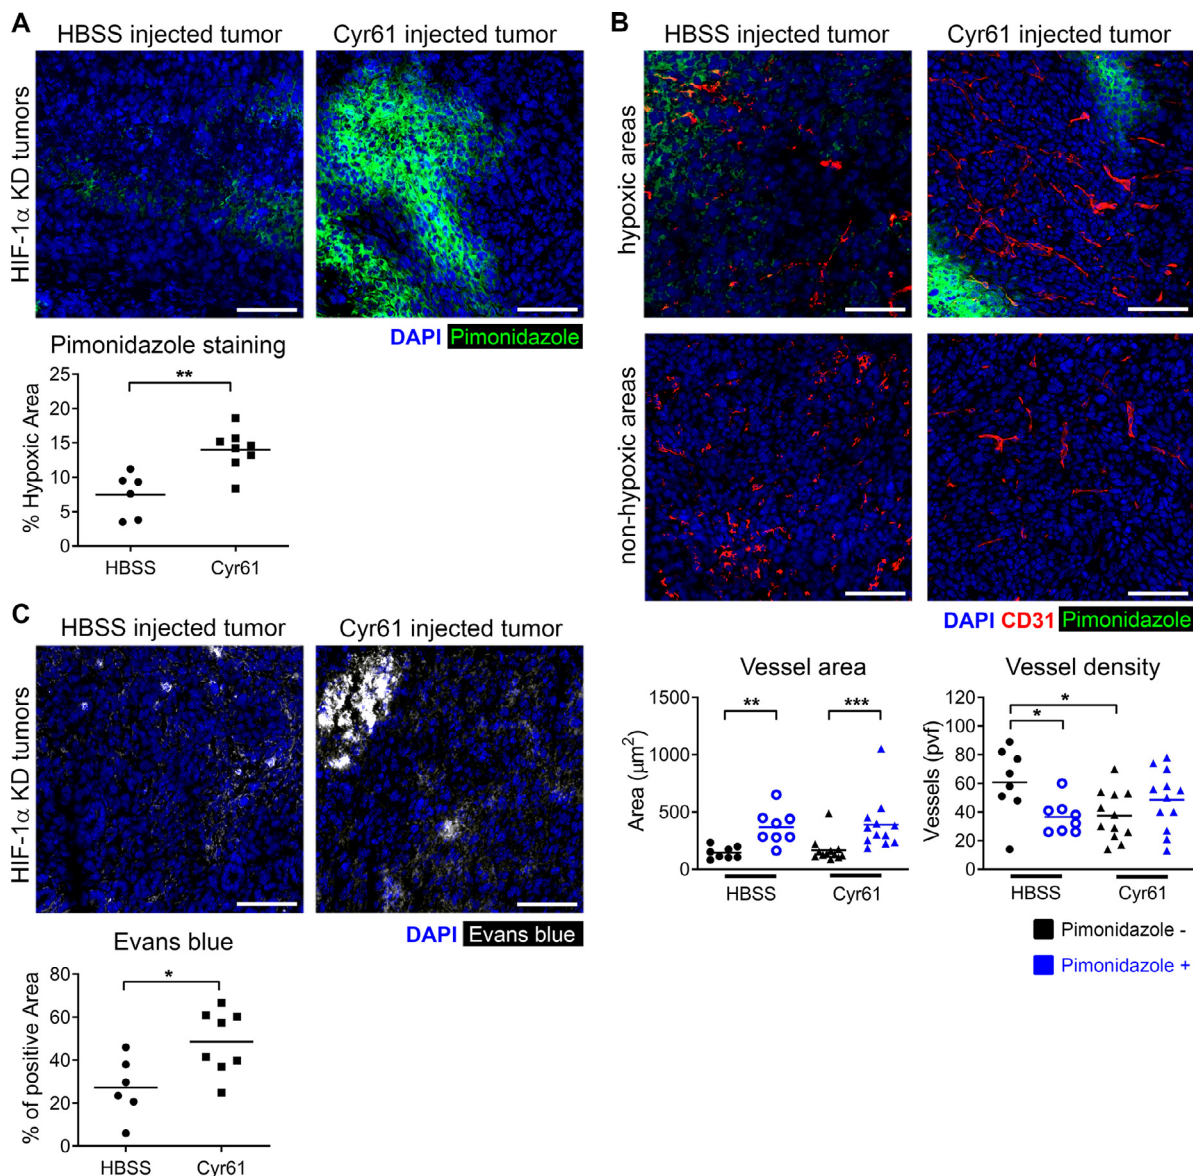 A
HBSS injected tumor
Cyr61 injected tumor
HIF-1α KD tumors
DAPI Pimonidazole
Pimonidazole staining
**
% Hypoxic Area
25
20
15
10
5
0
HBSS
Cyr61
B
HBSS injected tumor
Cyr61 injected tumor
hypoxic areas
non-hypoxic areas
DAPI CD31 Pimonidazole
Vessel area
**
***
Area (μm²)
1500
1000
500
0
HBSS
Cyr61
Vessel density
*
*
Vessels (pvf)
120
100
80
60
40
20
0
HBSS
Cyr61
Pimonidazole -
Pimonidazole +
C
HBSS injected tumor
Cyr61 injected tumor
HIF-1α KD tumors
DAPI Evans blue
Evans blue
*
% of positive Area
80
60
40
20
0
HBSS
Cyr61